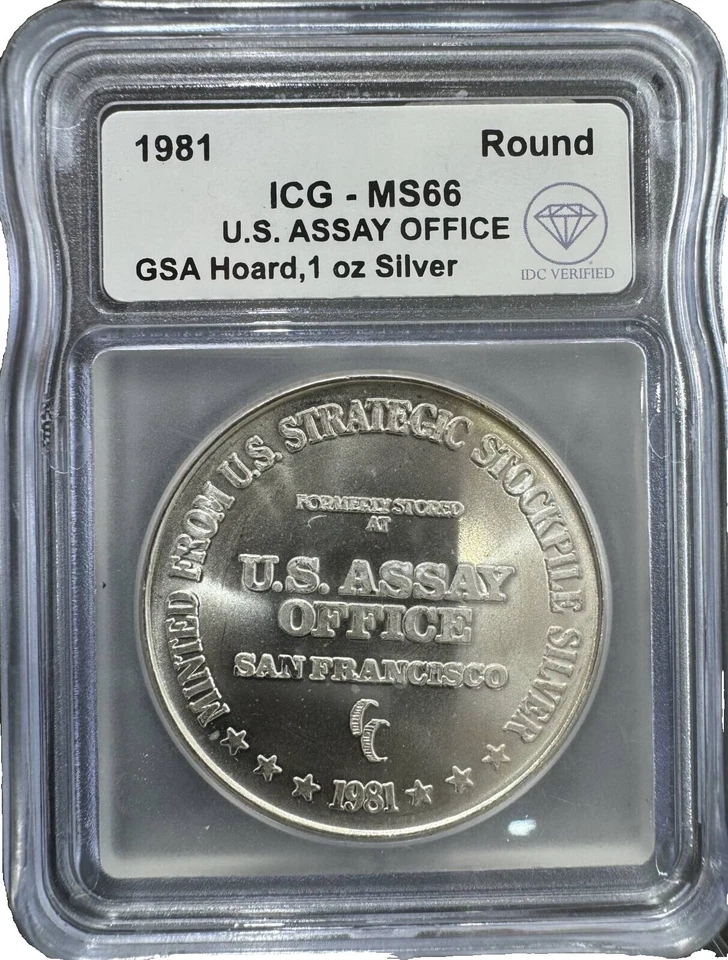 1981 Round
ICG - MS66
U.S. ASSAY OFFICE
GSA Hoard,1 oz Silver
IDC VERIFIED
MINTED FROM U.S. STRATEGIC STOCKPILE SILVER
FORMERLY STORED
AT
U.S. ASSAY
OFFICE
SAN FRANCISCO
1981